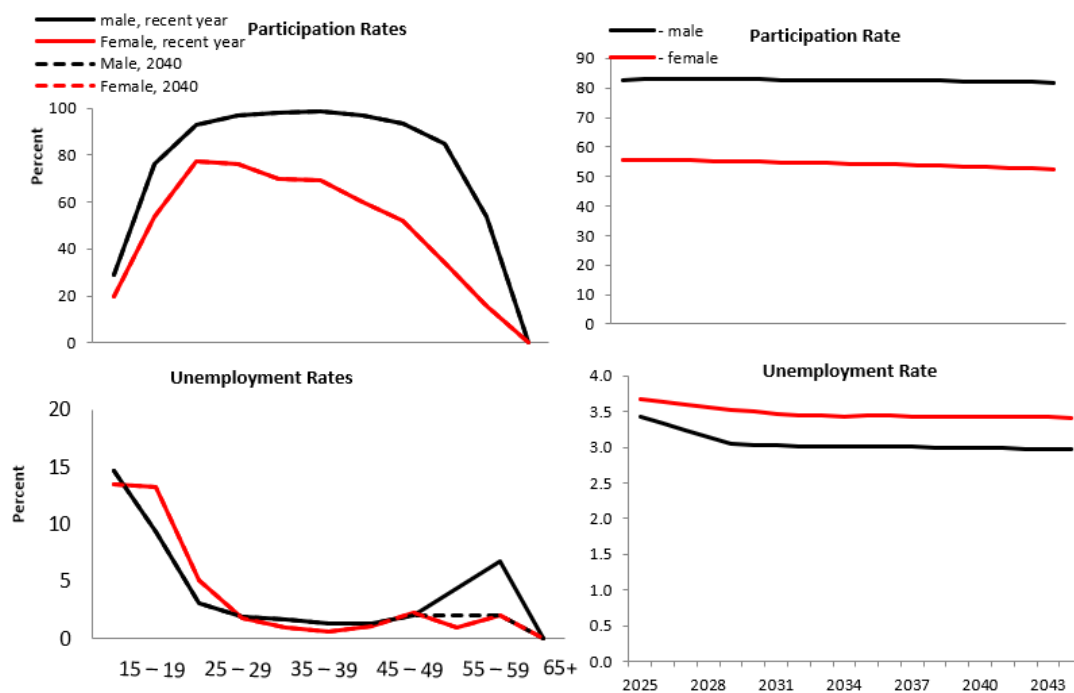 male, recent year
Female, recent year
Male, 2040
Female, 2040
Participation Rates
Percent
100
80
60
40
20
0
- male
- female
Participation Rate
90
80
70
60
50
40
30
20
10
0
Unemployment Rates
Percent
20
15
10
5
0
15 – 19 25 – 29 35 – 39 45 – 49 55 – 59 65+
Unemployment Rate
4.0
3.5
3.0
2.5
2.0
1.5
1.0
0.5
0.0
2025 2028 2031 2034 2037 2040 2043